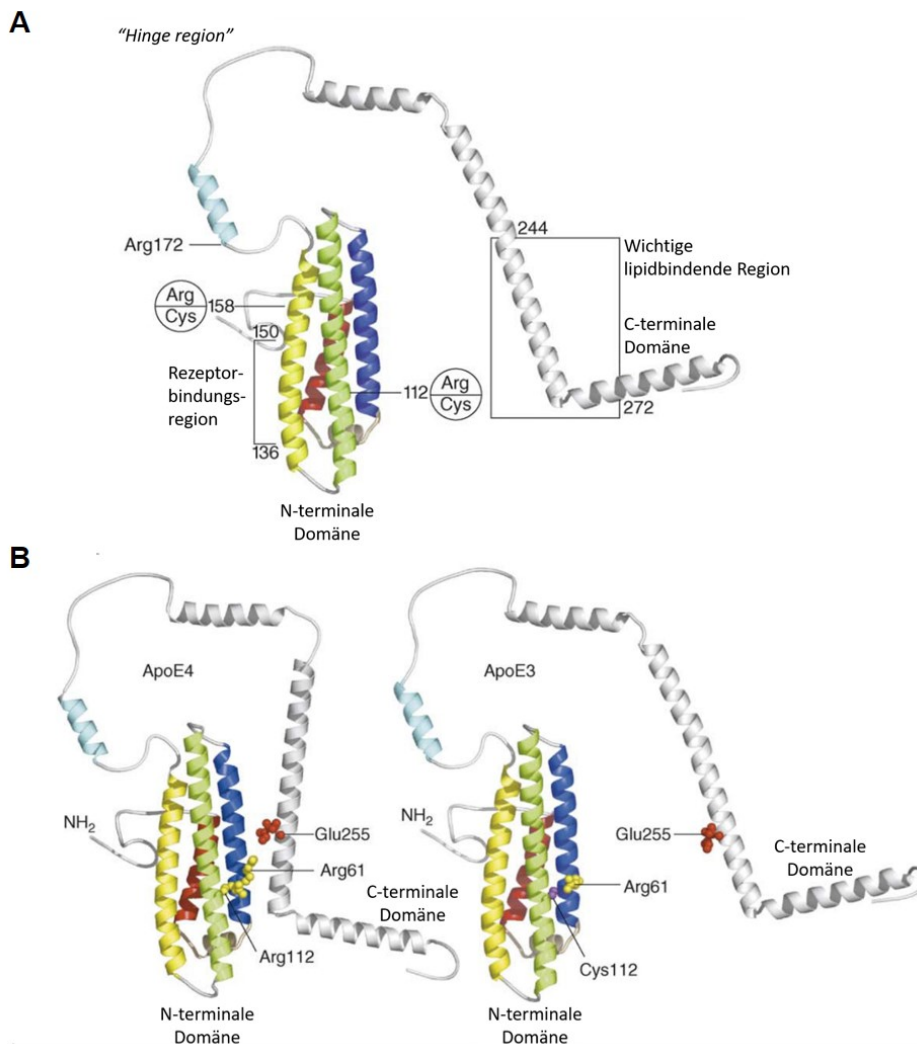 A
"Hinge region"
244
Wichtige
lipidbindende Region
Arg172
Arg
Cys
158
150
C-terminale
Domäne
Rezeptor-
bindungs-
region
112
Arg
Cys
272
136
N-terminale
Domäne
B
ApoE4
ApoE3
NH2
Glu255
Arg61
C-terminale
Domäne
Arg112
N-terminale
Domäne
NH2
Glu255
C-terminale
Domäne
Arg61
Cys112
N-terminale
Domäne